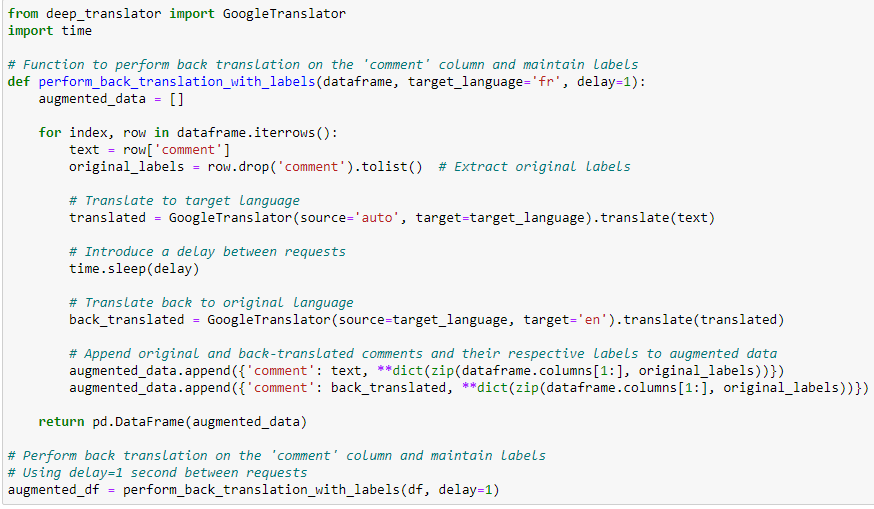 from deep_translator import GoogleTranslator
import time

# Function to perform back translation on the 'comment' column and maintain labels
def perform_back_translation_with_labels(dataframe, target_language='fr', delay=1):
    augmented_data = []

    for index, row in dataframe.iterrows():
        text = row['comment']
        original_labels = row.drop('comment').tolist()  # Extract original labels

        # Translate to target language
        translated = GoogleTranslator(source='auto', target=target_language).translate(text)

        # Introduce a delay between requests
        time.sleep(delay)

        # Translate back to original language
        back_translated = GoogleTranslator(source=target_language, target='en').translate(translated)

        # Append original and back-translated comments and their respective labels to augmented data
        augmented_data.append({'comment': text, **dict(zip(dataframe.columns[1:], original_labels))})
        augmented_data.append({'comment': back_translated, **dict(zip(dataframe.columns[1:], original_labels))})

    return pd.DataFrame(augmented_data)

# Perform back translation on the 'comment' column and maintain labels
# Using delay=1 second between requests
augmented_df = perform_back_translation_with_labels(df, delay=1)